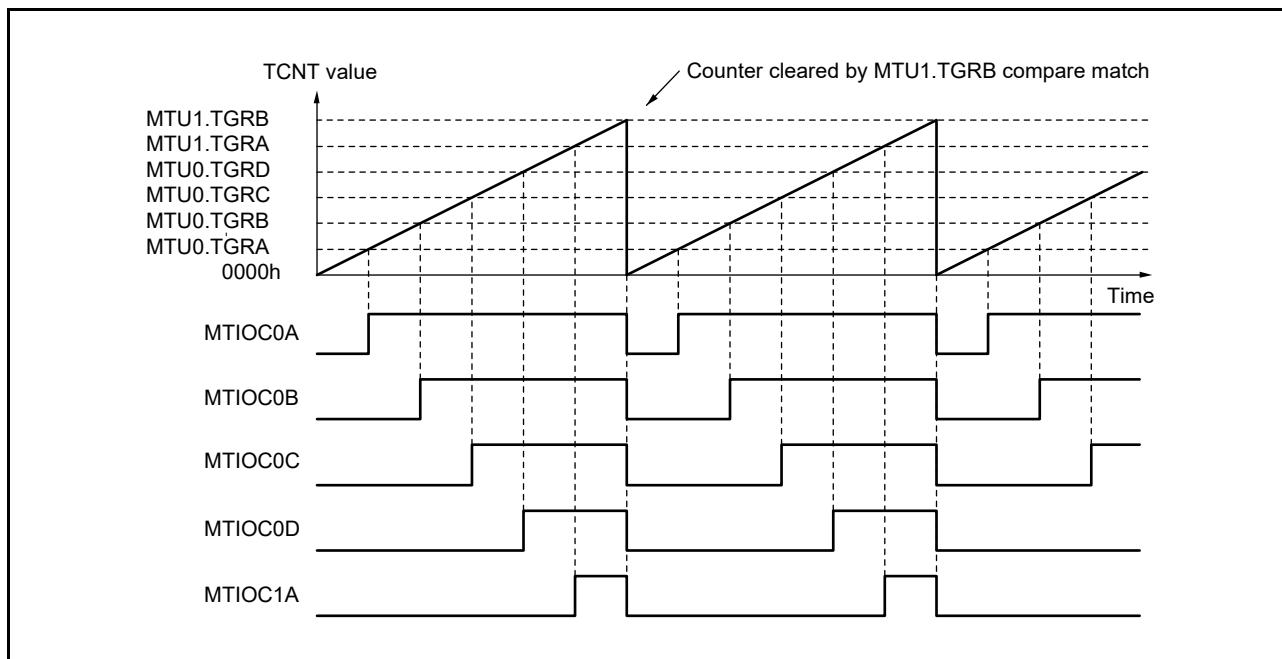 TCNT value
Counter cleared by MTU1.TGRB compare match
MTU1.TGRB
MTU1.TGRA
MTU0.TGRD
MTU0.TGRC
MTU0.TGRB
MTU0.TGRA
0000h
Time
MTIOC0A
MTIOC0B
MTIOC0C
MTIOC0D
MTIOC1A